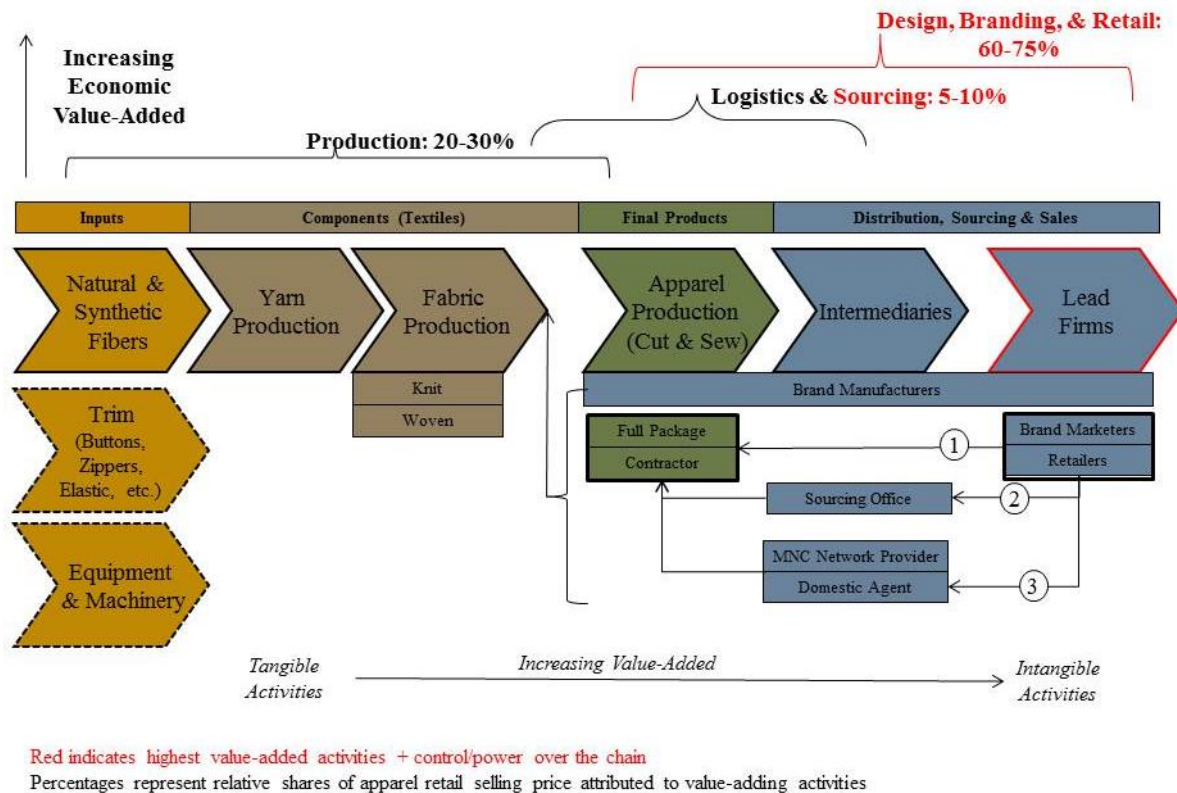 Design, Branding, & Retail:
60-75%
Increasing
Economic
Value-Added
Logistics & Sourcing: 5-10%
Production: 20-30%
Inputs
Components (Textiles)
Final Products
Distribution, Sourcing & Sales
Natural &
Synthetic
Fibers
Yarn
Production
Fabric
Production
Apparel
Production
(Cut & Sew)
Intermediaries
Lead
Firms
Knit
Woven
Brand Manufacturers
Trim
(Buttons,
Zippers,
Elastic, etc.)
Full Package
Contractor
1
Brand Marketers
Retailers
Sourcing Office
2
Equipment
& Machinery
MNC Network Provider
Domestic Agent
3
Tangible
Activities
Increasing Value-Added
Intangible
Activities
Red indicates highest value-added activities + control/power over the chain
Percentages represent relative shares of apparel retail selling price attributed to value-adding activities